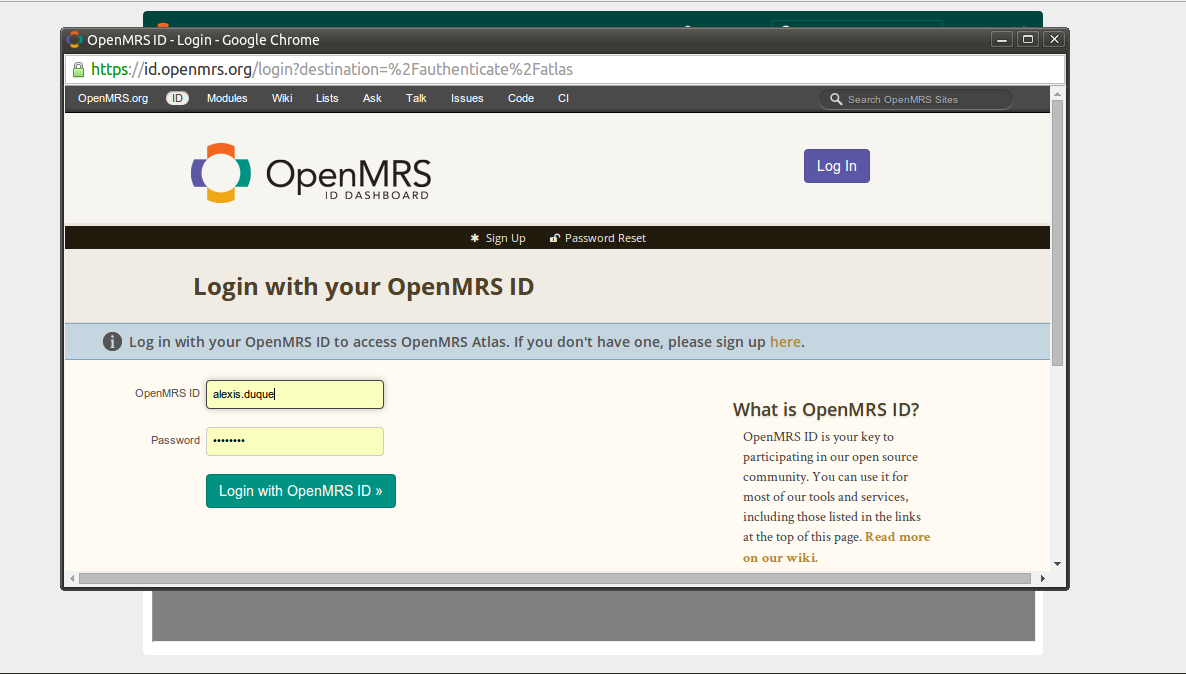 OpenMRS ID - Login - Google Chrome
https://id.openmrs.org/login?destination=%2Fauthenticate%2Fatlas
OpenMRS.org ID Modules Wiki Lists Ask Talk Issues Code CI Search OpenMRS Sites
OpenMRS
ID DASHBOARD
Log In
Sign Up Password Reset
Login with your OpenMRS ID
Log in with your OpenMRS ID to access OpenMRS Atlas. If you don't have one, please sign up here.
OpenMRS ID alexis.duque
Password ••••••••
Login with OpenMRS ID »
What is OpenMRS ID?
OpenMRS ID is your key to
participating in our open source
community. You can use it for
most of our tools and services,
including those listed in the links
at the top of this page. Read more
on our wiki.